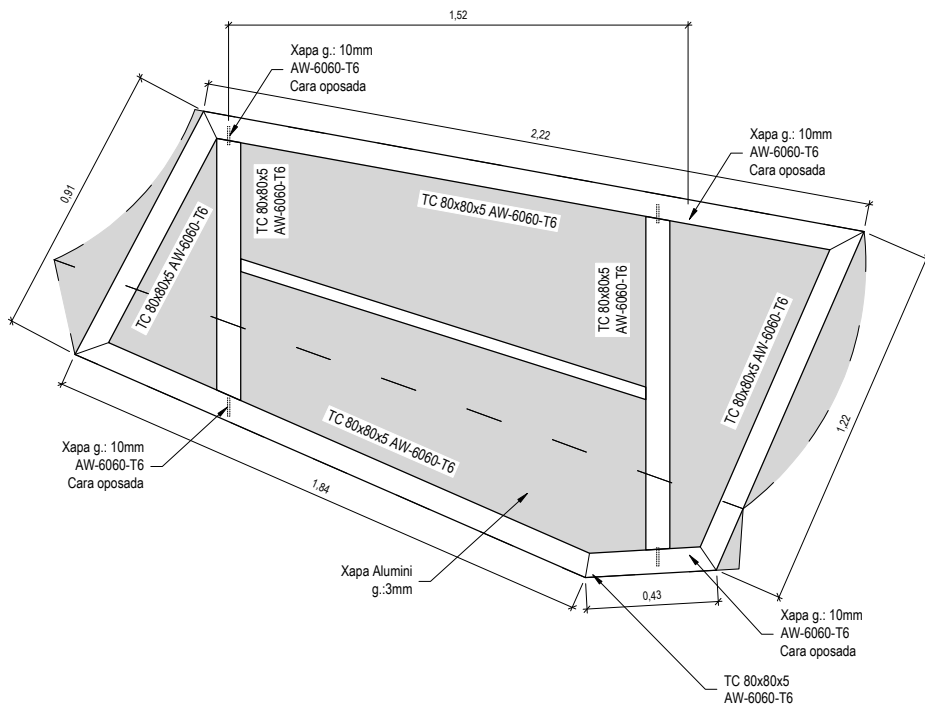 1,52
Xapa g.: 10mm
AW-6060-T6
Cara oposada
2,22
Xapa g.: 10mm
AW-6060-T6
Cara oposada
0,91
TC 80x80x5
AW-6060-T6
TC 80x80x5 AW-6060-T6
TC 80x80x5 AW-6060-T6
TC 80x80x5
AW-6060-T6
TC 80x80x5 AW-6060-T6
TC 80x80x5 AW-6060-T6
1,22
Xapa g.: 10mm
AW-6060-T6
Cara oposada
1,84
Xapa Alumini
g.:3mm
0,43
Xapa g.: 10mm
AW-6060-T6
Cara oposada
TC 80x80x5
AW-6060-T6